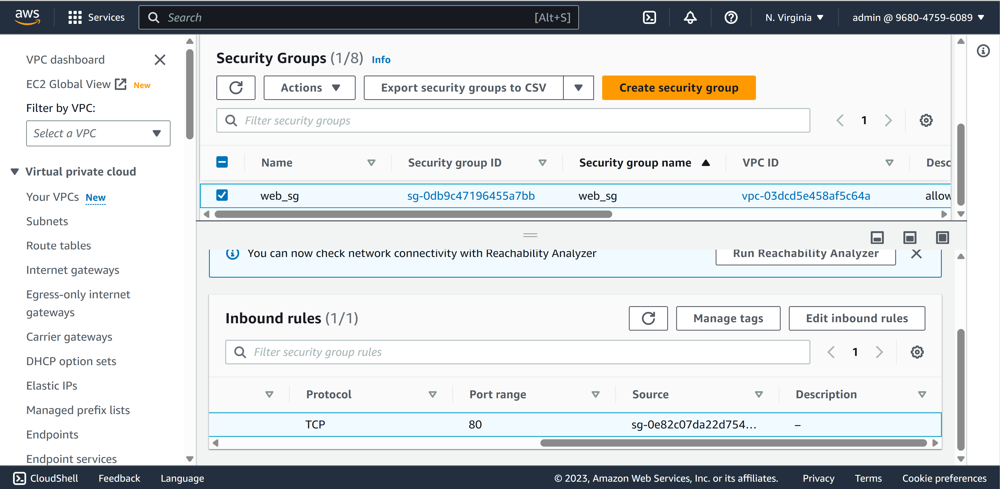 aws
Services
Search
[Alt+S]
N. Virginia
admin @ 9680-4759-6089
VPC dashboard
EC2 Global View New
Filter by VPC:
Select a VPC
Virtual private cloud
Your VPCs New
Subnets
Route tables
Internet gateways
Egress-only internet
gateways
Carrier gateways
DHCP option sets
Elastic IPs
Managed prefix lists
Endpoints
Endpoint services
Security Groups (1/8) Info
Actions
Export security groups to CSV
Create security group
Filter security groups
1
Name Security group ID Security group name VPC ID Desc
web_sg sg-0db9c47196455a7bb web_sg vpc-03dcd5e458af5c64a allow
You can now check network connectivity with Reachability Analyzer
Run Reachability Analyzer
Inbound rules (1/1)
Manage tags
Edit inbound rules
Filter security group rules
1
Protocol Port range Source Description
TCP 80 sg-0e82c07da22d754... –
CloudShell Feedback Language
© 2023, Amazon Web Services, Inc. or its affiliates. Privacy Terms Cookie preferences